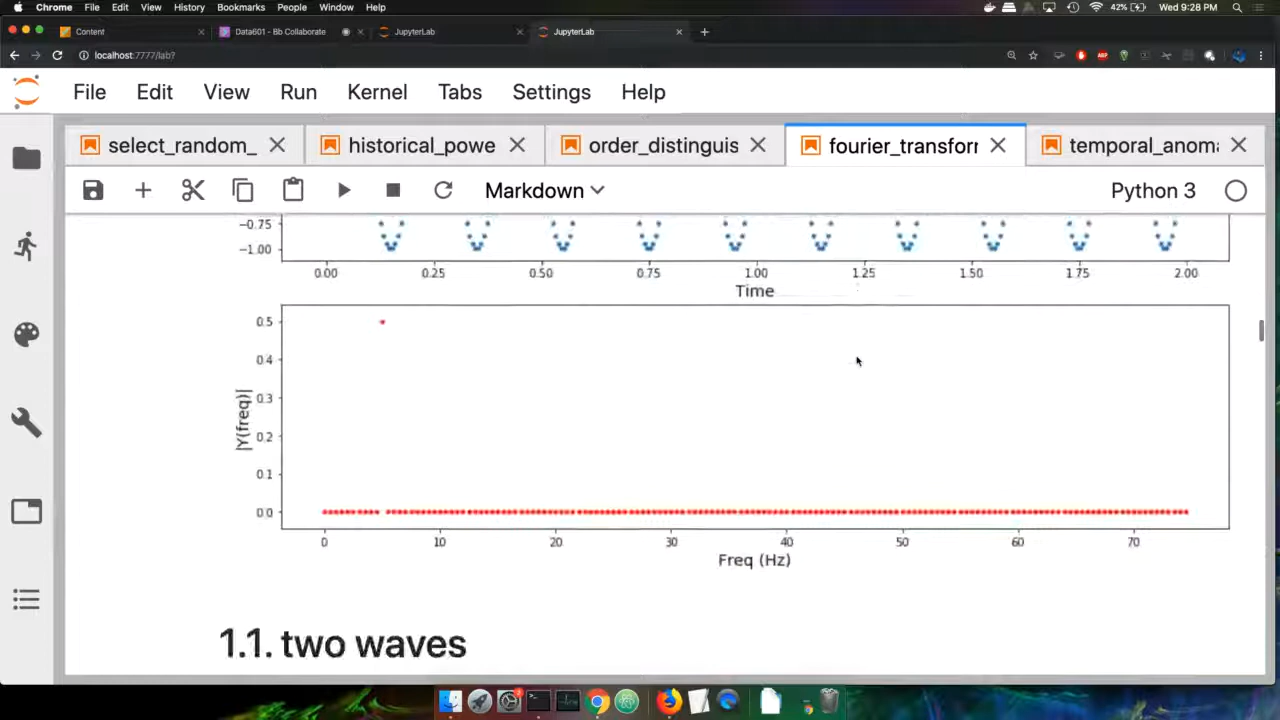 Chrome File Edit View History Bookmarks People Window Help 42% Wed 9:28 PM
Content Data601 - Bb Collaborate JupyterLab JupyterLab
localhost:7777/lab?
ABP
File Edit View Run Kernel Tabs Settings Help
select_random_ historical_powe order_distinguis fourier_transforr temporal_anoma
Markdown Python 3
−0.75
−1.00
0.00 0.25 0.50 0.75 1.00 1.25 1.50 1.75 2.00
Time
0.5
0.4
0.3
0.2
0.1
0.0
|Y(freq)|
0 10 20 30 40 50 60 70
Freq (Hz)
1.1. two waves